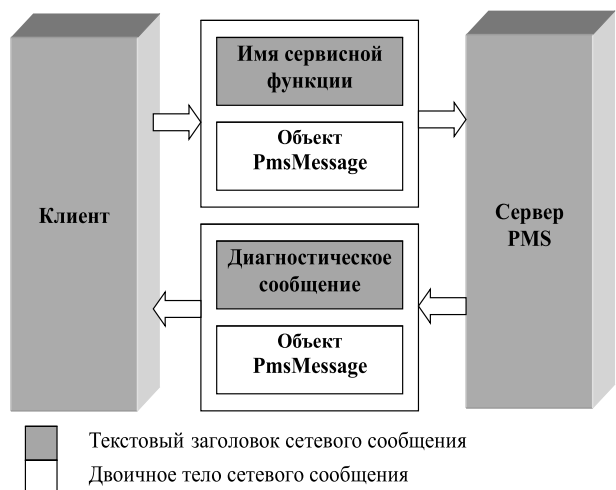 Имя сервисной
функции
Объект
PmsMessage
Клиент
Сервер
PMS
Диагностическое
сообщение
Объект
PmsMessage
Текстовый заголовок сетевого сообщения
Двоичное тело сетевого сообщения